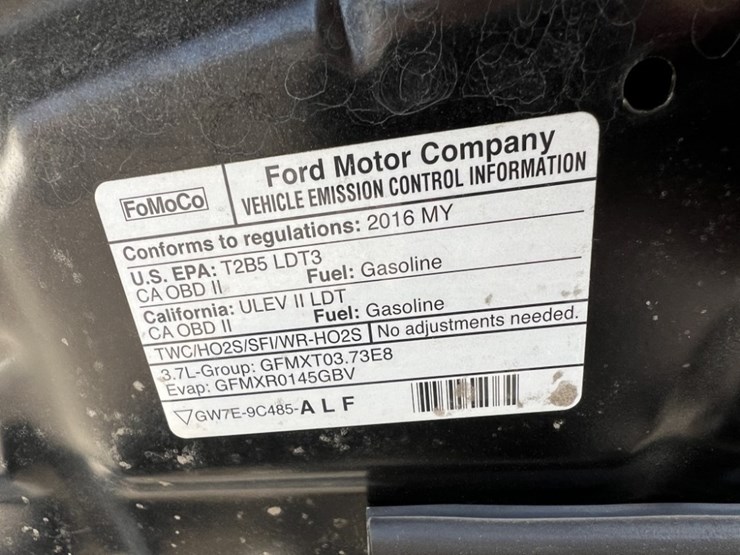 FoMoCo
Ford Motor Company
VEHICLE EMISSION CONTROL INFORMATION
Conforms to regulations: 2016 MY
U.S. EPA: T2B5 LDT3
CA OBD II Fuel: Gasoline
California: ULEV II LDT
CA OBD II Fuel: Gasoline
TWC/HO2S/SFI/WR-HO2S No adjustments needed.
3.7L-Group: GFMXT03.73E8
Evap: GFMXR0145GBV
GW7E-9C485-A L F